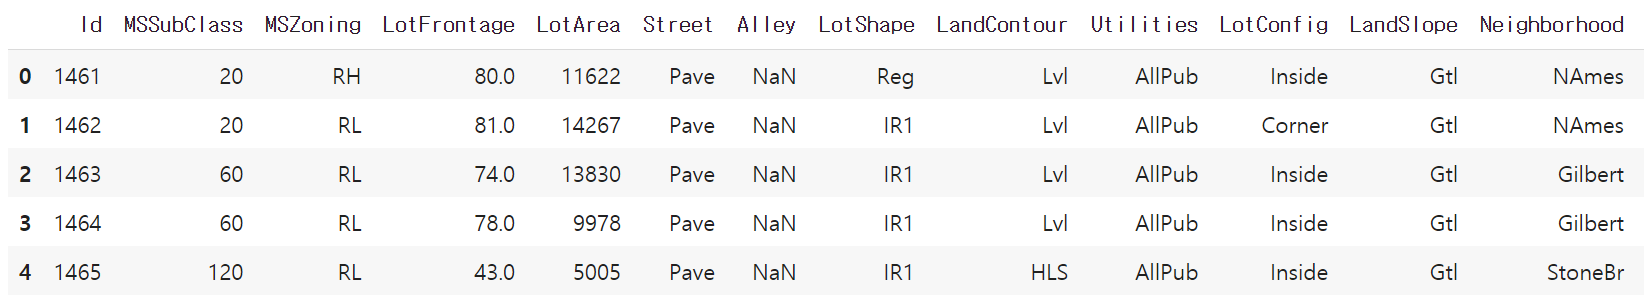 Id MSSubClass MSZoning LotFrontage LotArea Street Alley LotShape LandContour Utilities LotConfig LandSlope Neighborhood
0 1461 20 RH 80.0 11622 Pave NaN Reg Lvl AllPub Inside Gtl NAmes
1 1462 20 RL 81.0 14267 Pave NaN IR1 Lvl AllPub Corner Gtl NAmes
2 1463 60 RL 74.0 13830 Pave NaN IR1 Lvl AllPub Inside Gtl Gilbert
3 1464 60 RL 78.0 9978 Pave NaN IR1 Lvl AllPub Inside Gtl Gilbert
4 1465 120 RL 43.0 5005 Pave NaN IR1 HLS AllPub Inside Gtl StoneBr